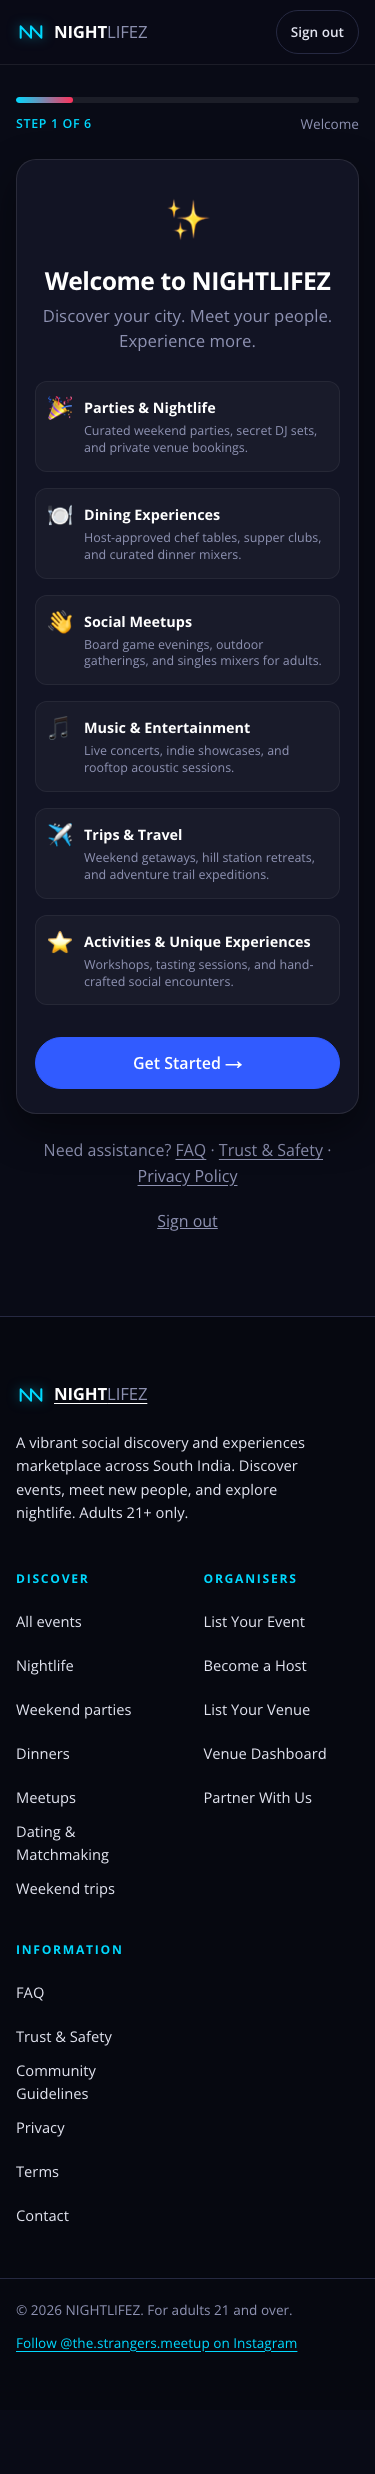 NIGHTLIFEZ
Sign out
STEP 1 OF 6
Welcome
Welcome to NIGHTLIFEZ
Discover your city. Meet your people.
Experience more.
Parties & Nightlife
Curated weekend parties, secret DJ sets,
and private venue bookings.
Dining Experiences
Host-approved chef tables, supper clubs,
and curated dinner mixers.
Social Meetups
Board game evenings, outdoor
gatherings, and singles mixers for adults.
Music & Entertainment
Live concerts, indie showcases, and
rooftop acoustic sessions.
Trips & Travel
Weekend getaways, hill station retreats,
and adventure trail expeditions.
Activities & Unique Experiences
Workshops, tasting sessions, and hand-
crafted social encounters.
Get Started →
Need assistance? FAQ · Trust & Safety ·
Privacy Policy
Sign out
NIGHTLIFEZ
A vibrant social discovery and experiences
marketplace across South India. Discover
events, meet new people, and explore
nightlife. Adults 21+ only.
DISCOVER
All events
Nightlife
Weekend parties
Dinners
Meetups
Dating &
Matchmaking
Weekend trips
ORGANISERS
List Your Event
Become a Host
List Your Venue
Venue Dashboard
Partner With Us
INFORMATION
FAQ
Trust & Safety
Community
Guidelines
Privacy
Terms
Contact
© 2026 NIGHTLIFEZ. For adults 21 and over.
Follow @the.strangers.meetup on Instagram